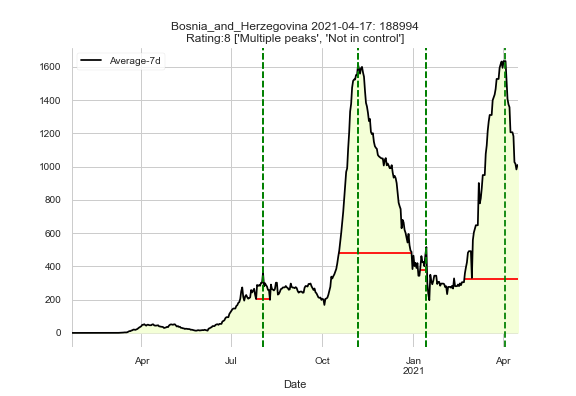 Bosnia_and_Herzegovina 2021-04-17: 188994
Rating:8 ['Multiple peaks', 'Not in control']
Average-7d
1600
1400
1200
1000
800
600
400
200
0
Apr Jul Oct Jan Apr
2021
Date